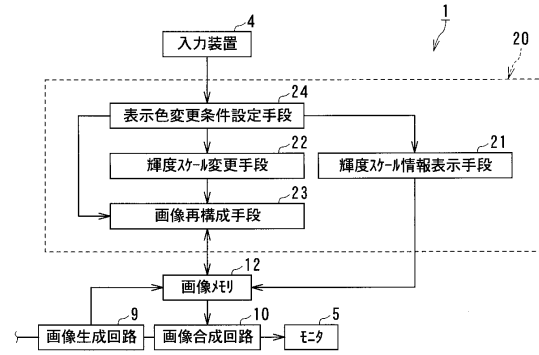 4
1
入力装置
20
24
表示色変更条件設定手段
22
21
輝度ｽｹｰﾙ変更手段
輝度ｽｹｰﾙ情報表示手段
23
画像再構成手段
12
画像ﾒﾓﾘ
9
10
5
画像生成回路
画像合成回路
ﾓﾆﾀ